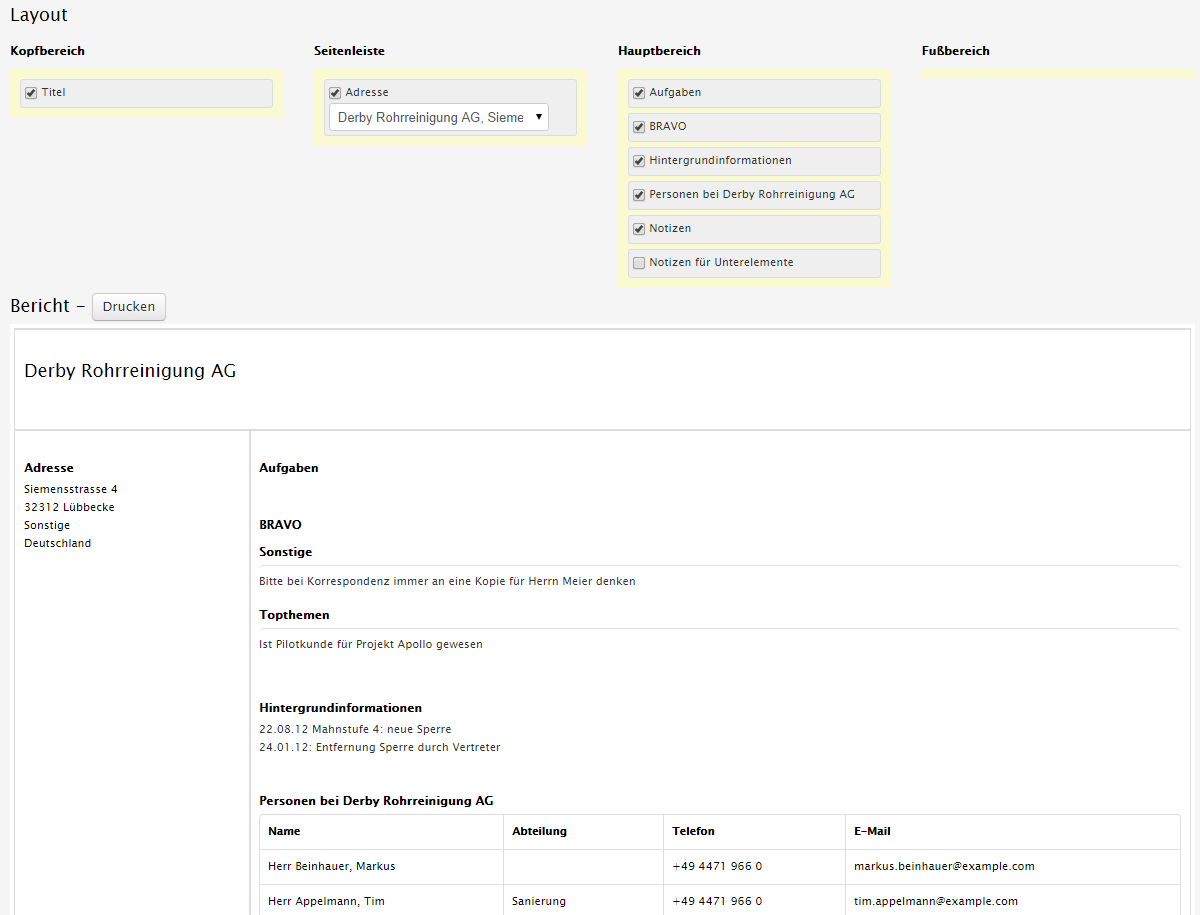 Layout
Kopfbereich
Titel
Seitenleiste
Adresse
Derby Rohrreinigung AG, Sieme
Hauptbereich
Aufgaben
BRAVO
Hintergrundinformationen
Personen bei Derby Rohrreinigung AG
Notizen
Notizen für Unterelemente
Fußbereich
Bericht – Drucken
Derby Rohrreinigung AG
Adresse
Siemensstrasse 4
32312 Lübbecke
Sonstige
Deutschland
Aufgaben
BRAVO
Sonstige
Bitte bei Korrespondenz immer an eine Kopie für Herrn Meier denken
Topthemen
Ist Pilotkunde für Projekt Apollo gewesen
Hintergrundinformationen
22.08.12 Mahnstufe 4: neue Sperre
24.01.12: Entfernung Sperre durch Vertreter
Personen bei Derby Rohrreinigung AG
Name Abteilung Telefon E-Mail
Herr Beinhauer, Markus +49 4471 966 0 markus.beinhauer@example.com
Herr Appelmann, Tim Sanierung +49 4471 966 0 tim.appelmann@example.com